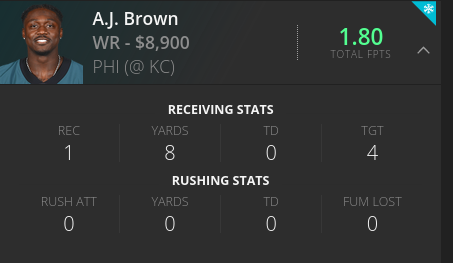 A.J. Brown
WR - $8,900
PHI (@ KC)
1.80
TOTAL FPTS
RECEIVING STATS
REC YARDS TD TGT
1 8 0 4
RUSHING STATS
RUSH ATT YARDS TD FUM LOST
0 0 0 0